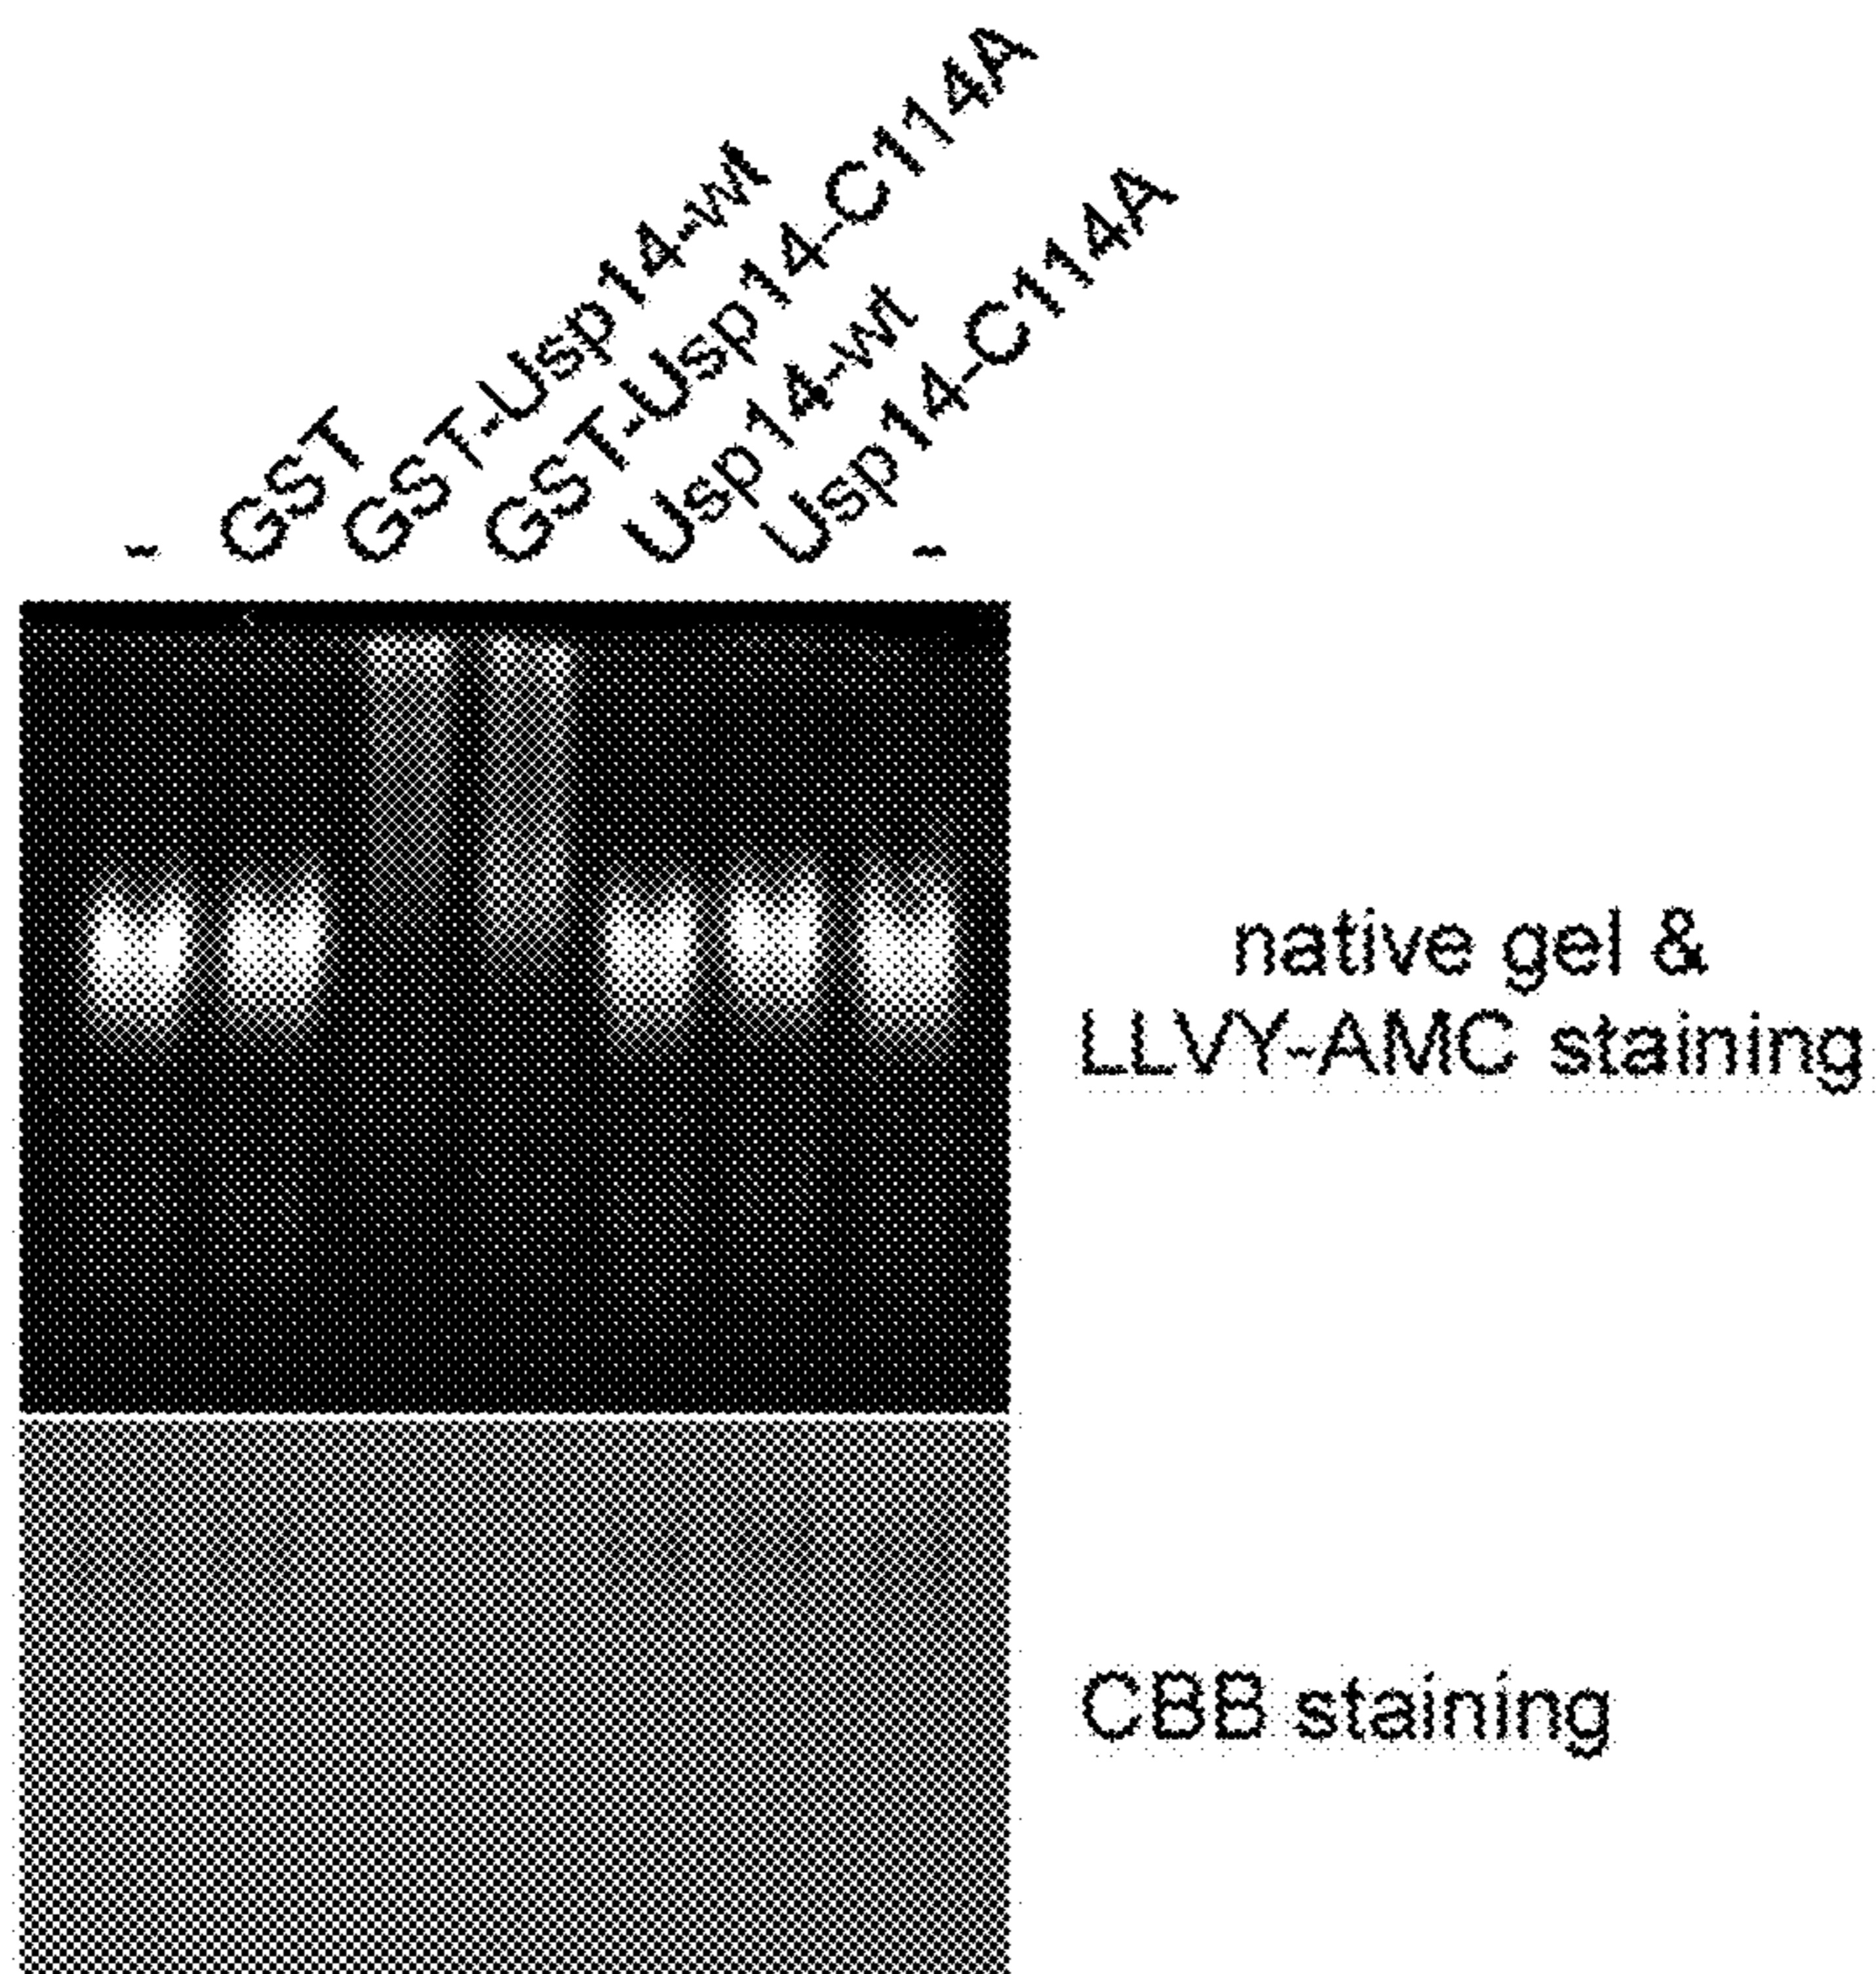 -
GST
GST-Usp14-wt
GST-Usp14-C114A
Usp14-wt
Usp14-C114A
-
native gel &
LLVY-AMC staining
CBB staining